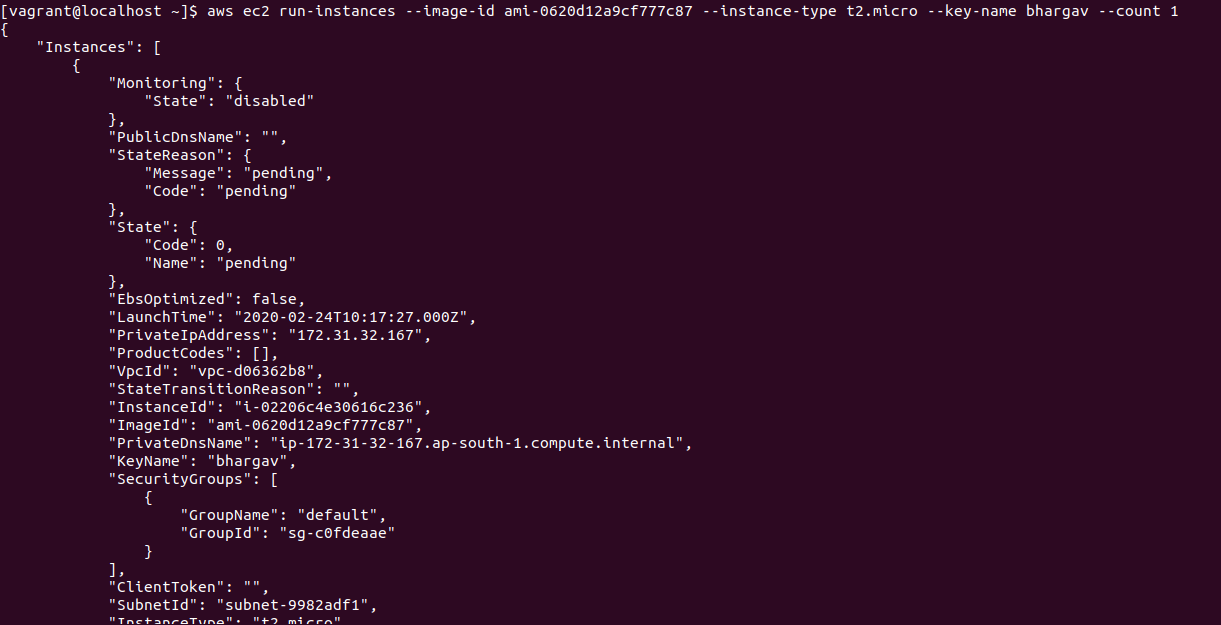 [vagrant@localhost ~]$ aws ec2 run-instances --image-id ami-0620d12a9cf777c87 --instance-type t2.micro --key-name bhargav --count 1
{
    "Instances": [
        {
            "Monitoring": {
                "State": "disabled"
            },
            "PublicDnsName": "",
            "StateReason": {
                "Message": "pending",
                "Code": "pending"
            },
            "State": {
                "Code": 0,
                "Name": "pending"
            },
            "EbsOptimized": false,
            "LaunchTime": "2020-02-24T10:17:27.000Z",
            "PrivateIpAddress": "172.31.32.167",
            "ProductCodes": [],
            "VpcId": "vpc-d06362b8",
            "StateTransitionReason": "",
            "InstanceId": "i-02206c4e30616c236",
            "ImageId": "ami-0620d12a9cf777c87",
            "PrivateDnsName": "ip-172-31-32-167.ap-south-1.compute.internal",
            "KeyName": "bhargav",
            "SecurityGroups": [
                {
                    "GroupName": "default",
                    "GroupId": "sg-c0fdeaae"
                }
            ],
            "ClientToken": "",
            "SubnetId": "subnet-9982adf1",
            "InstanceType": "t2.micro"